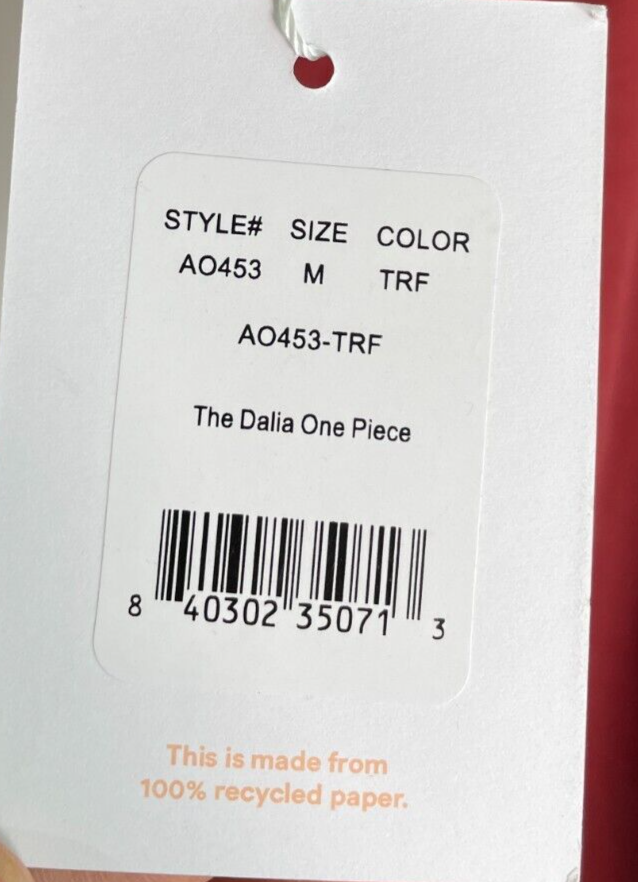 STYLE# SIZE COLOR
AO453 M TRF
AO453-TRF
The Dalia One Piece
8 40302 35071 3
This is made from
100% recycled paper.